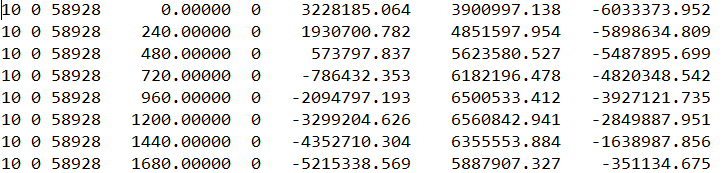 10 0 58928 0.00000 0 3228185.064 3900997.138 -6033373.952
10 0 58928 240.00000 0 1930700.782 4851597.954 -5898634.809
10 0 58928 480.00000 0 573797.837 5623580.527 -5487895.699
10 0 58928 720.00000 0 -786432.353 6182196.478 -4820348.542
10 0 58928 960.00000 0 -2094797.193 6500533.412 -3927121.735
10 0 58928 1200.00000 0 -3299204.626 6560842.941 -2849887.951
10 0 58928 1440.00000 0 -4352710.304 6355553.884 -1638987.856
10 0 58928 1680.00000 0 -5215338.569 5887907.327 -351134.675